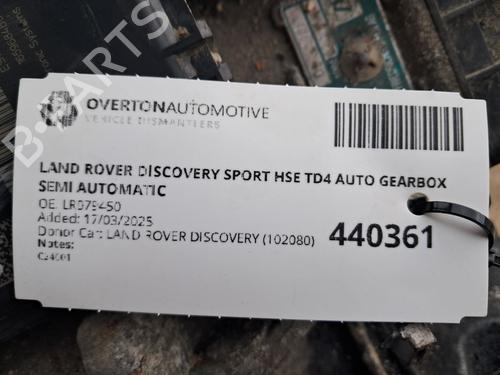 OVERTONAUTOMOTIVE
VEHICLE DISMANTLERS
LAND ROVER DISCOVERY SPORT HSE TD4 AUTO GEARBOX
SEMI AUTOMATIC
OE: LR079450
Added: 17/03/2025
Donor Car: LAND ROVER DISCOVERY (102080)
440361
Notes:
B-PARTS